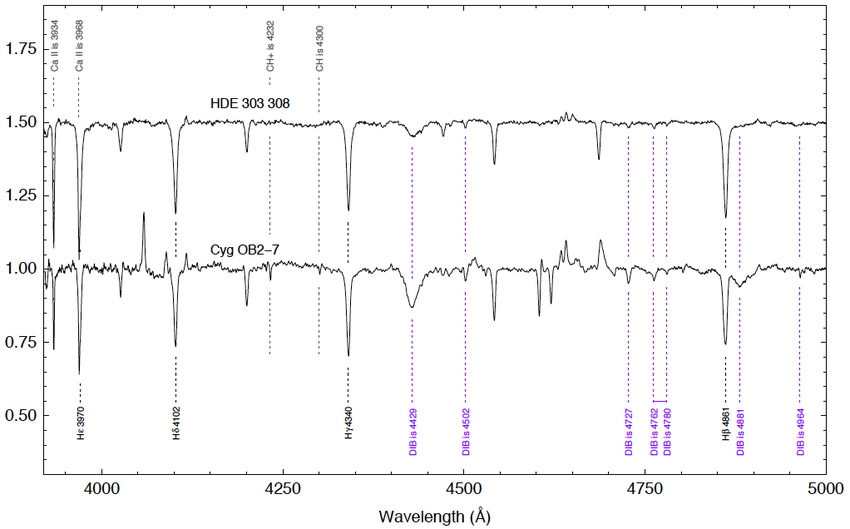 Ca II is 3934
Ca II is 3968
CH+ is 4232
CH is 4300
1.75
HDE 303 308
1.50
1.25
Cyg OB2−7
1.00
0.75
0.50
Hε 3970
Hδ 4102
Hγ 4340
DIB is 4429
DIB is 4502
DIB is 4727
DIB is 4762
DIB is 4780
Hβ 4861
DIB is 4881
DIB is 4964
4000
4250
4500
4750
5000
Wavelength (Å)